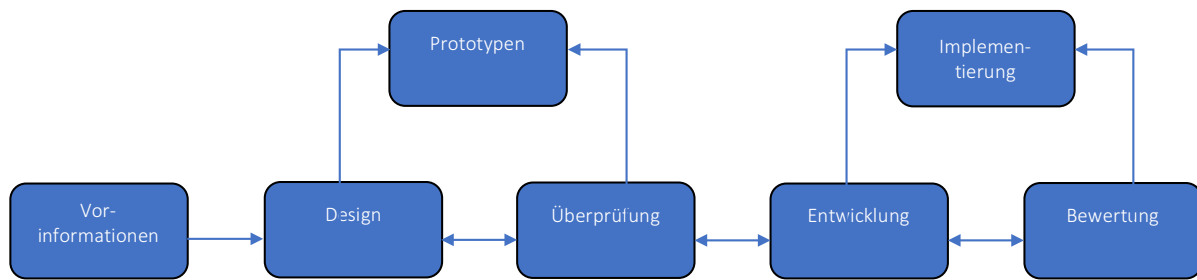 Prototypen
Implemen-
tierung
Vor-
informationen
Design
Überprüfung
Entwicklung
Bewertung